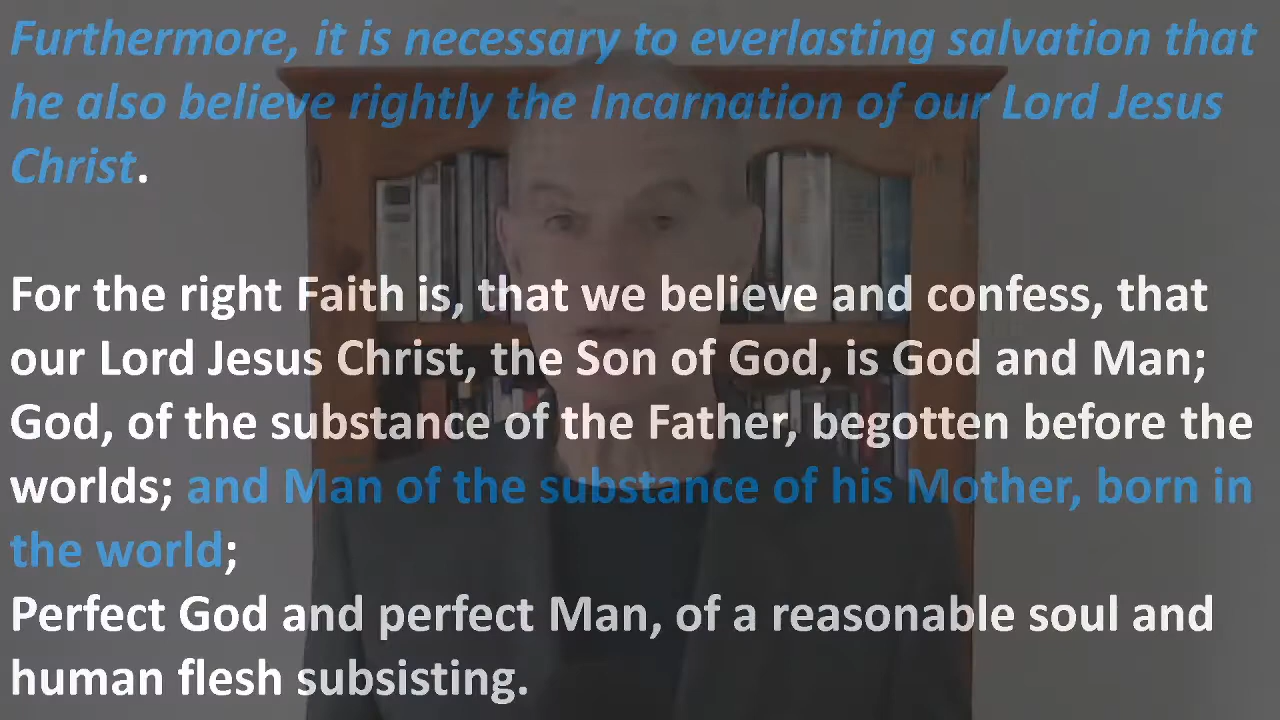 Furthermore, it is necessary to everlasting salvation that
he also believe rightly the Incarnation of our Lord Jesus
Christ.
For the right Faith is, that we believe and confess, that
our Lord Jesus Christ, the Son of God, is God and Man;
God, of the substance of the Father, begotten before the
worlds; and Man of the substance of his Mother, born in
the world;
Perfect God and perfect Man, of a reasonable soul and
human flesh subsisting.